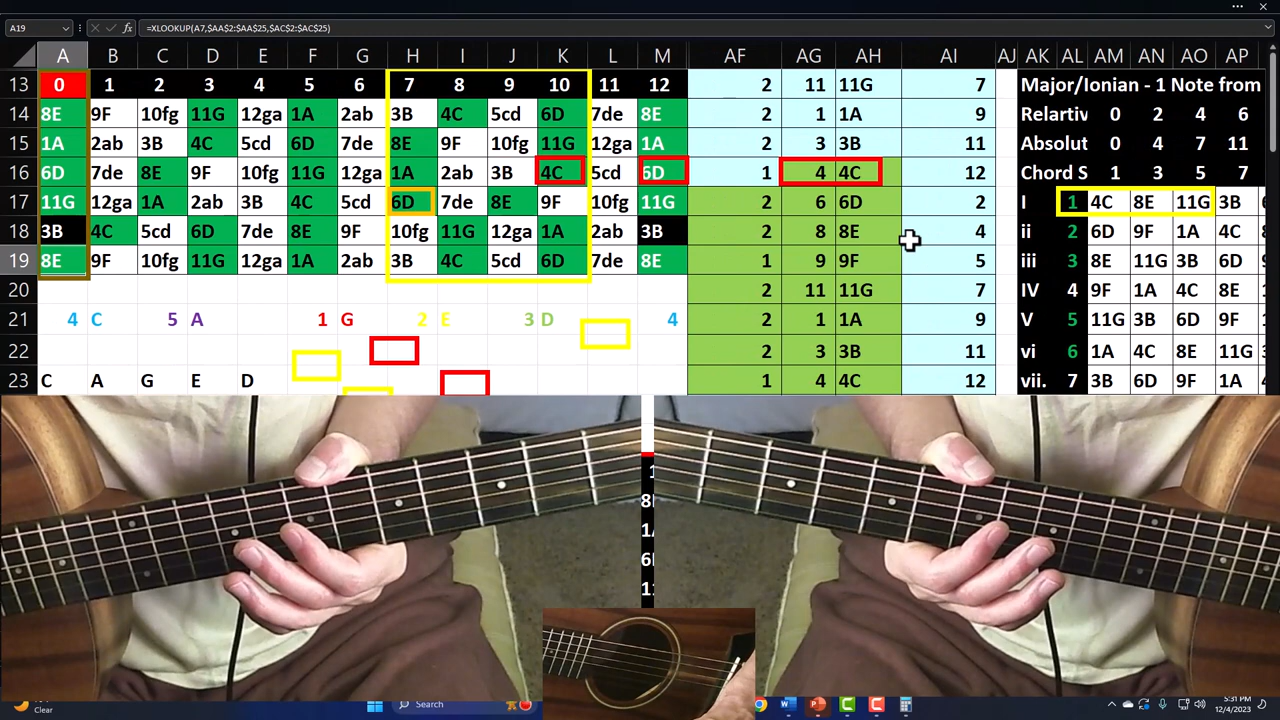 A19 fx =XLOOKUP(A7,$AA$2:$AA$25,$AC$2:$AC$25)
A B C D E F G H I J K L M AF AG AH AI AJ AK AL AM AN AO AP
13 0 1 2 3 4 5 6 7 8 9 10 11 12 2 11 11G 7 Major/Ionian - 1 Note from
14 8E 9F 10fg 11G 12ga 1A 2ab 3B 4C 5cd 6D 7de 8E 2 1 1A 9 Relartiv 0 2 4 6
15 1A 2ab 3B 4C 5cd 6D 7de 8E 9F 10fg 11G 12ga 1A 2 3 3B 11 Absolut 0 4 7 11
16 6D 7de 8E 9F 10fg 11G 12ga 1A 2ab 3B 4C 5cd 6D 1 4 4C 12 Chord S 1 3 5 7
17 11G 12ga 1A 2ab 3B 4C 5cd 6D 7de 8E 9F 10fg 11G 2 6 6D 2 I 1 4C 8E 11G 3B
18 3B 4C 5cd 6D 7de 8E 9F 10fg 11G 12ga 1A 2ab 3B 2 8 8E 4 ii 2 6D 9F 1A 4C
19 8E 9F 10fg 11G 12ga 1A 2ab 3B 4C 5cd 6D 7de 8E 1 9 9F 5 iii 3 8E 11G 3B 6D
20 2 11 11G 7 IV 4 9F 1A 4C 8E
21 4 C 5 A 1 G 2 E 3 D 4 2 1 1A 9 V 5 11G 3B 6D 9F
22 2 3 3B 11 vi 6 1A 4C 8E 11G
23 C A G E D 1 4 4C 12 vii. 7 3B 6D 9F 1A
Clear
Search
5:31 PM
12/4/2023